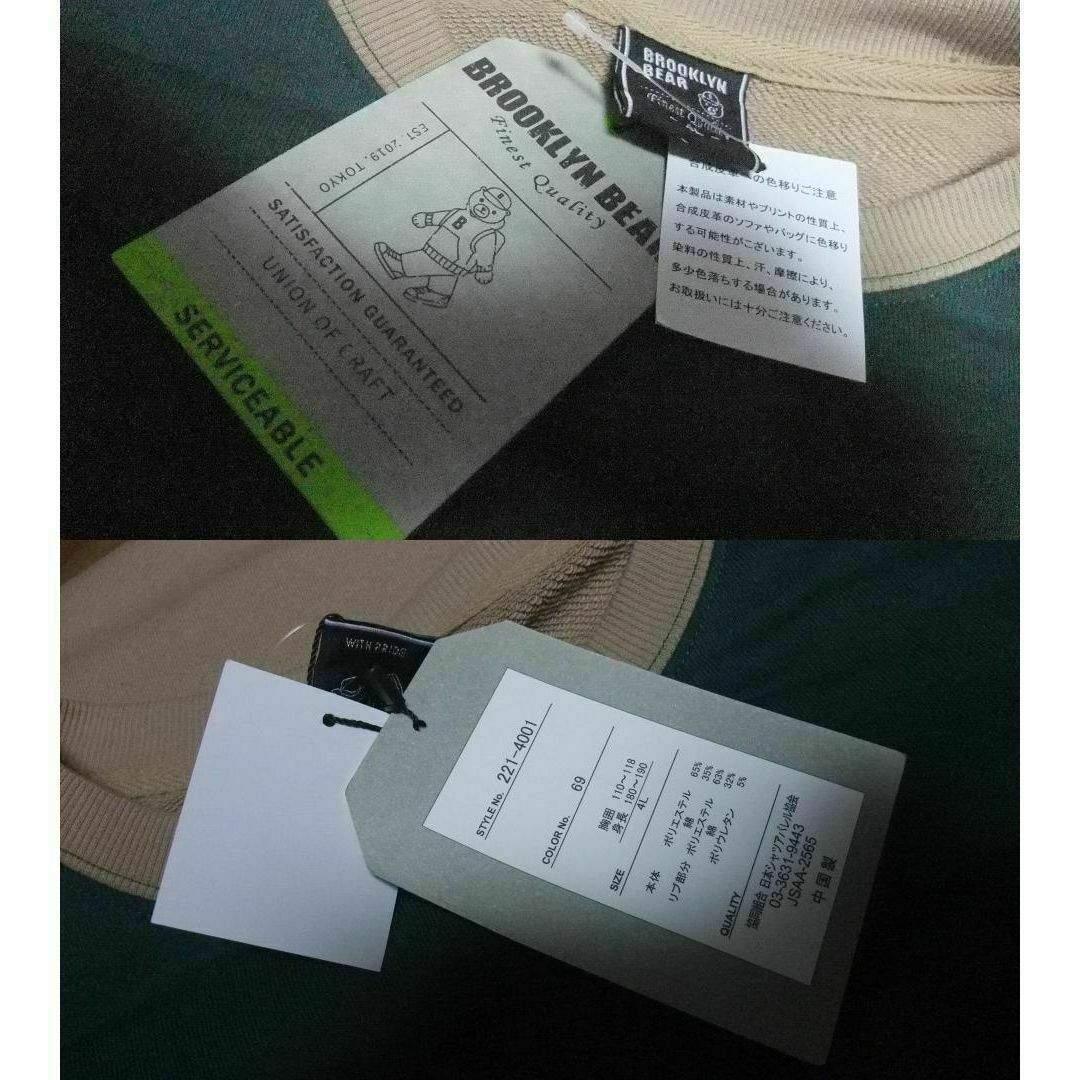 BROOKLYN BEAR
Finest Quality
EST. 2019. TOKYO
B
SATISFACTION GUARANTEED
UNION OF CRAFT
SERVICEABLE
BROOKLYN
BEAR
Finest Quality
合成皮革への色移りご注意
本製品は素材やプリントの性質上、
合成皮革のソファやバッグに色移り
する可能性がございます。
染料の性質上、汗、摩擦により、
多少色落ちする場合があります。
お取扱いには十分ご注意ください。
WITH PRIDE
STYLE No. 221-4001
COLOR No. 69
SIZE
胸囲 110～118
身長 180～190
4L
本体 ポリエステル 65%
綿 35%
リブ部分 ポリエステル 63%
綿 32%
ポリウレタン 5%
QUALITY
協同組合 日本シャツアパレル協会
03-3631-9443
JSAA-2565
中国製